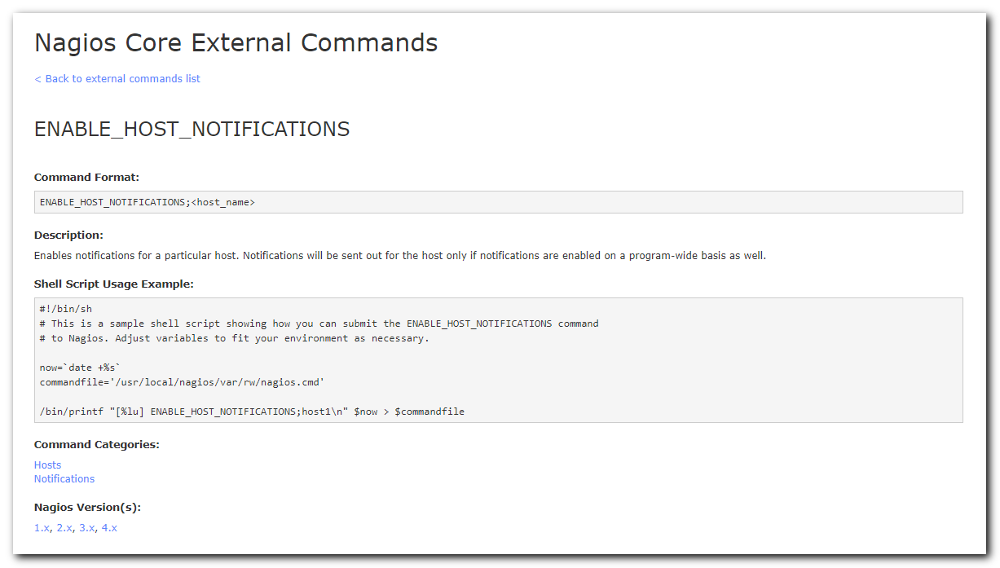 Nagios Core External Commands
< Back to external commands list
ENABLE_HOST_NOTIFICATIONS
Command Format:
ENABLE_HOST_NOTIFICATIONS;<host_name>
Description:
Enables notifications for a particular host. Notifications will be sent out for the host only if notifications are enabled on a program-wide basis as well.
Shell Script Usage Example:
#!/bin/sh
# This is a sample shell script showing how you can submit the ENABLE_HOST_NOTIFICATIONS command
# to Nagios. Adjust variables to fit your environment as necessary.
now=`date +%s`
commandfile='/usr/local/nagios/var/rw/nagios.cmd'
/bin/printf "[%lu] ENABLE_HOST_NOTIFICATIONS;host1\n" $now > $commandfile
Command Categories:
Hosts
Notifications
Nagios Version(s):
1.x, 2.x, 3.x, 4.x